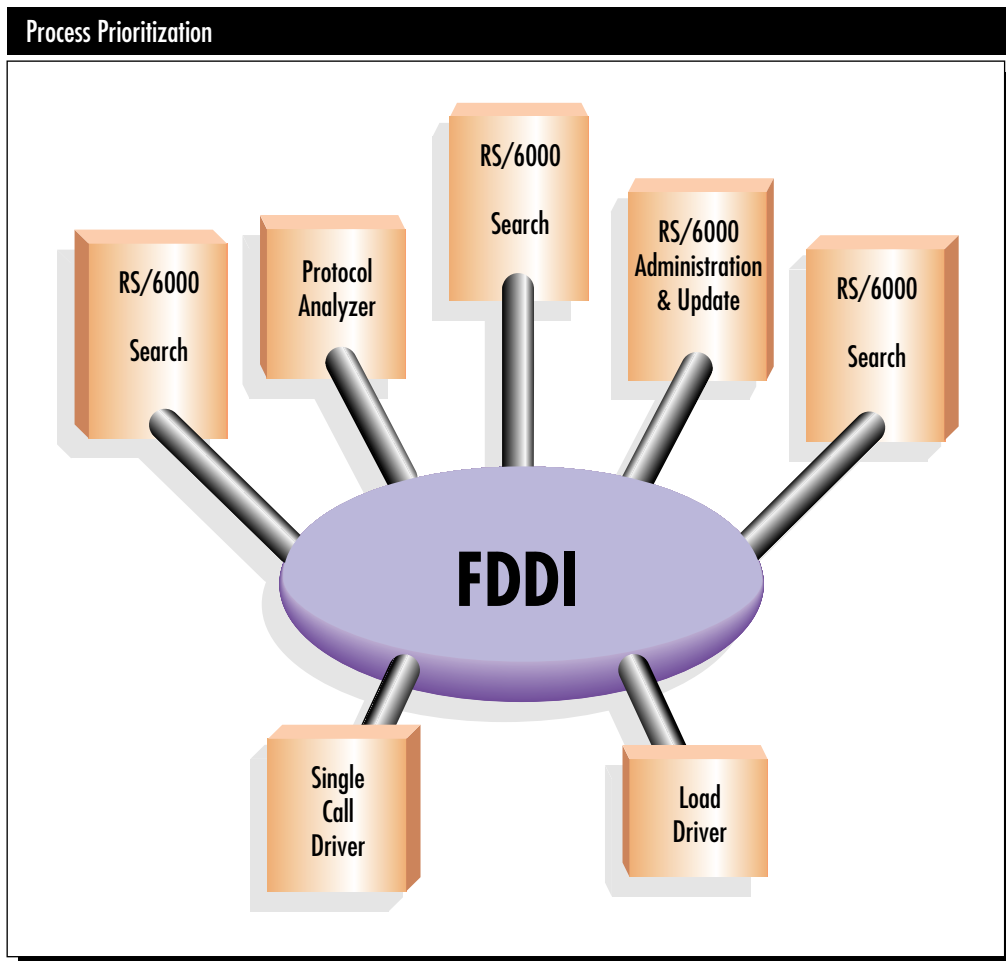 Process Prioritization
RS/6000
Search
Protocol
Analyzer
RS/6000
Search
RS/6000
Administration
& Update
RS/6000
Search
FDDI
Single
Call
Driver
Load
Driver